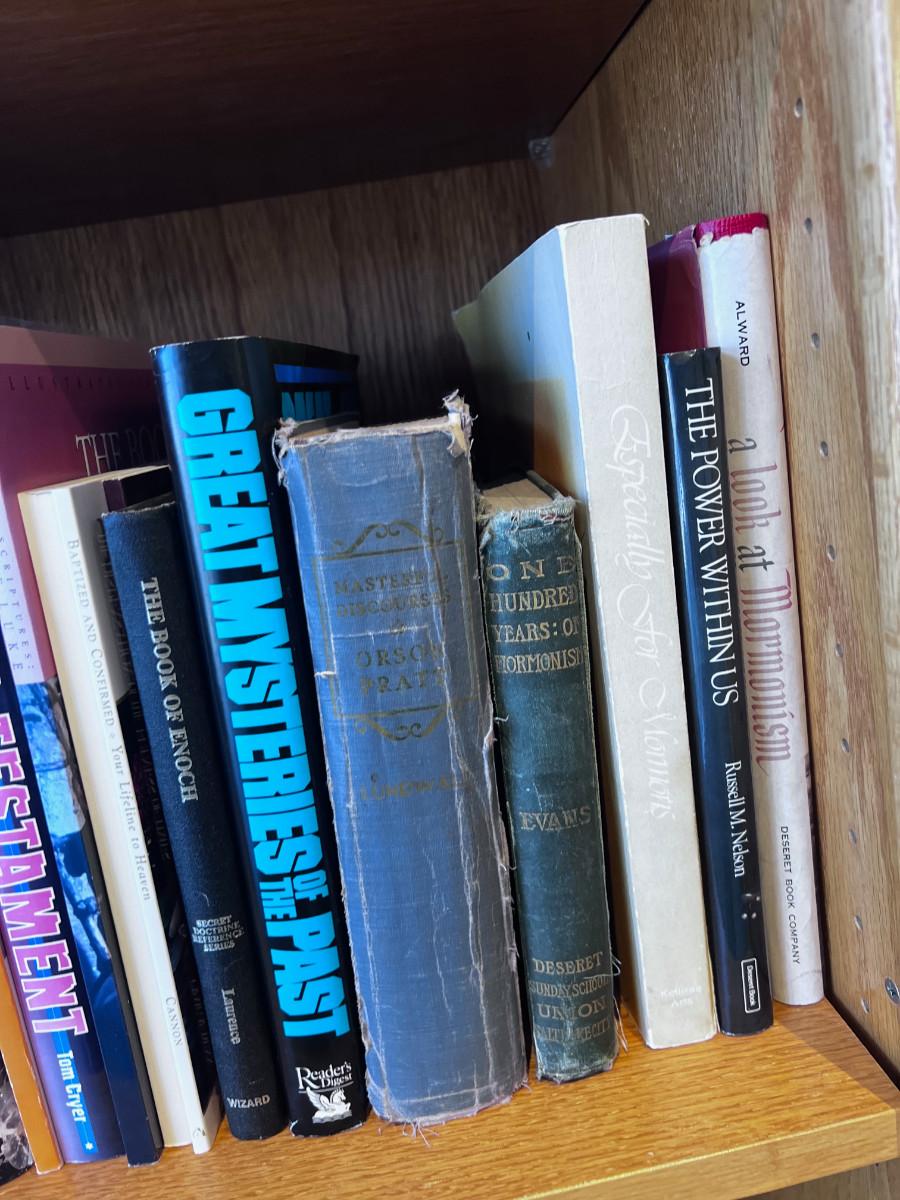 THE BOO
SCRIPTURES:
TESTAMENT
Tom Cryer
BAPTIZED AND CONFIRMED • Your Lifeline to Heaven
CANNON
THE BOOK OF ENOCH
SECRET
DOCTRINE
REFERENCE
SERIES
Laurence
WIZARD
GREAT MYSTERIES OF THE PAST
Reader's
Digest
MASTERFUL
DISCOURSES
ORSON
PRATT
LUNDWALL
ONE
HUNDRED
YEARS: OF
MORMONISM
EVANS
DESERET
SUNDAY SCHOOL
UNION
SALT LAKE CITY
Especially For Mormons
Kellirae
Arts
THE POWER WITHIN US
Russell M. Nelson
Deseret Book
ALWARD
a look at Mormonism
DESERET BOOK COMPANY